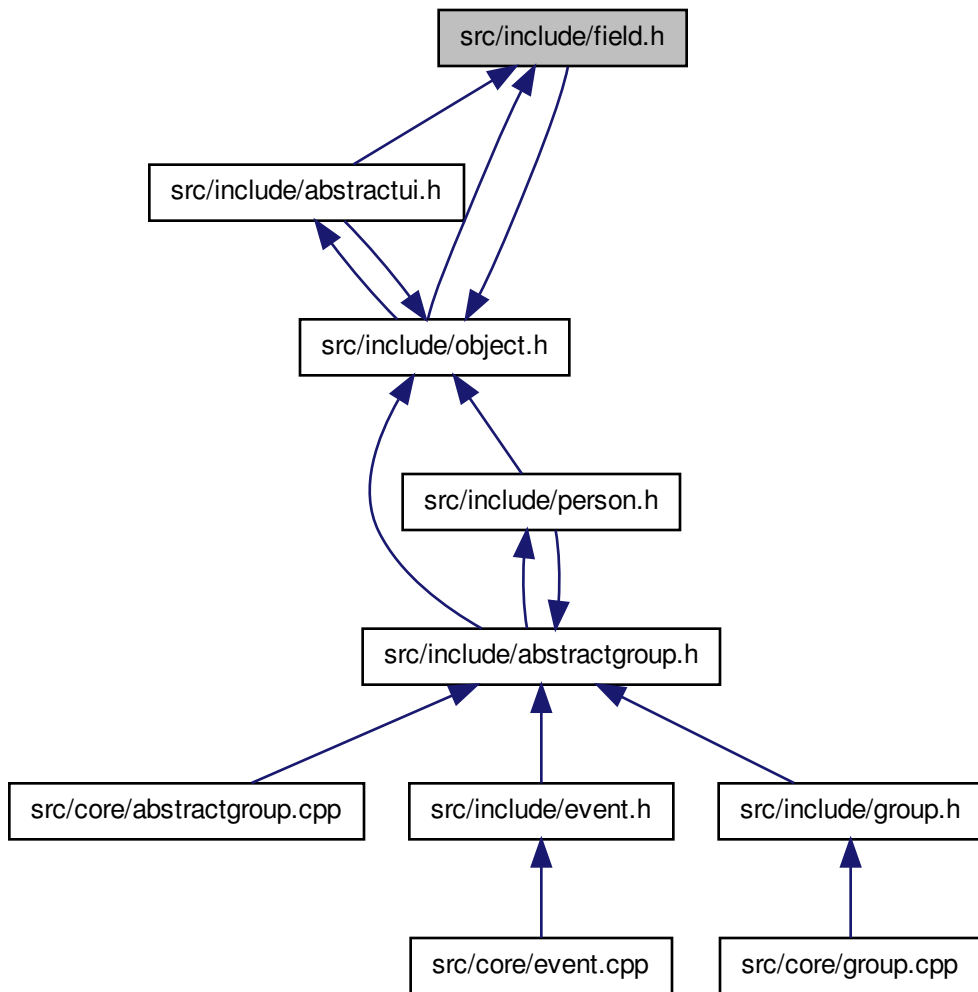 src/include/field.h
src/include/abstractui.h
src/include/object.h
src/include/person.h
src/include/abstractgroup.h
src/core/abstractgroup.cpp
src/include/event.h
src/include/group.h
src/core/event.cpp
src/core/group.cpp